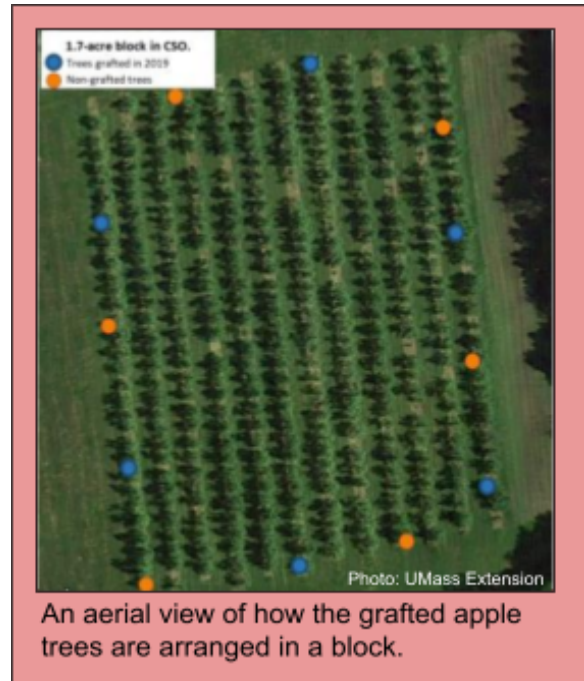 1.7-acre block in CSO.
Trees grafted in 2019
Non-grafted trees
Photo: UMass Extension
An aerial view of how the grafted apple
trees are arranged in a block.